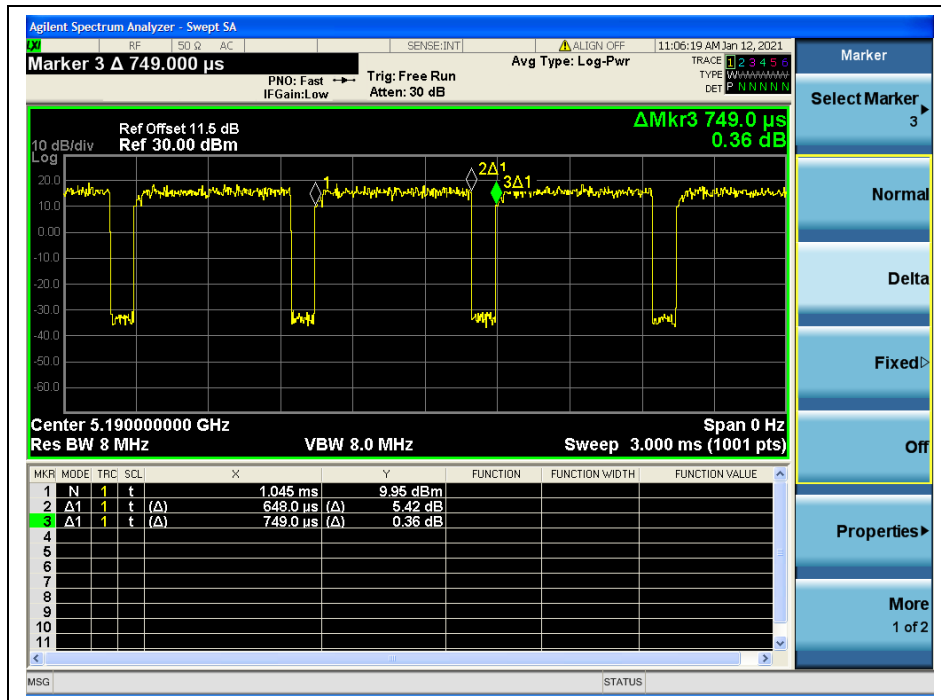 Agilent Spectrum Analyzer - Swept SA
LXI RF 50 Ω AC SENSE:INT ALIGN OFF 11:06:19 AM Jan 12, 2021
Marker 3 Δ 749.000 µs
Avg Type: Log-Pwr
TRACE 1 2 3 4 5 6
TYPE WWWWWW
DET P N N N N N
PNO: Fast
IFGain:Low
Trig: Free Run
Atten: 30 dB
Marker
Select Marker
3
Normal
Delta
Fixed
Off
Properties
More
1 of 2
ΔMkr3 749.0 µs
0.36 dB
Ref Offset 11.5 dB
10 dB/div Ref 30.00 dBm
Log
20.0
10.0
0.00
-10.0
-20.0
-30.0
-40.0
-50.0
-60.0
1
2Δ1
3Δ1
Center 5.190000000 GHz Span 0 Hz
Res BW 8 MHz VBW 8.0 MHz Sweep 3.000 ms (1001 pts)
MKR MODE TRC SCL X Y FUNCTION FUNCTION WIDTH FUNCTION VALUE
1 N 1 t 1.045 ms 9.95 dBm
2 Δ1 1 t (Δ) 648.0 µs (Δ) 5.42 dB
3 Δ1 1 t (Δ) 749.0 µs (Δ) 0.36 dB
4
5
6
7
8
9
10
11
MSG STATUS